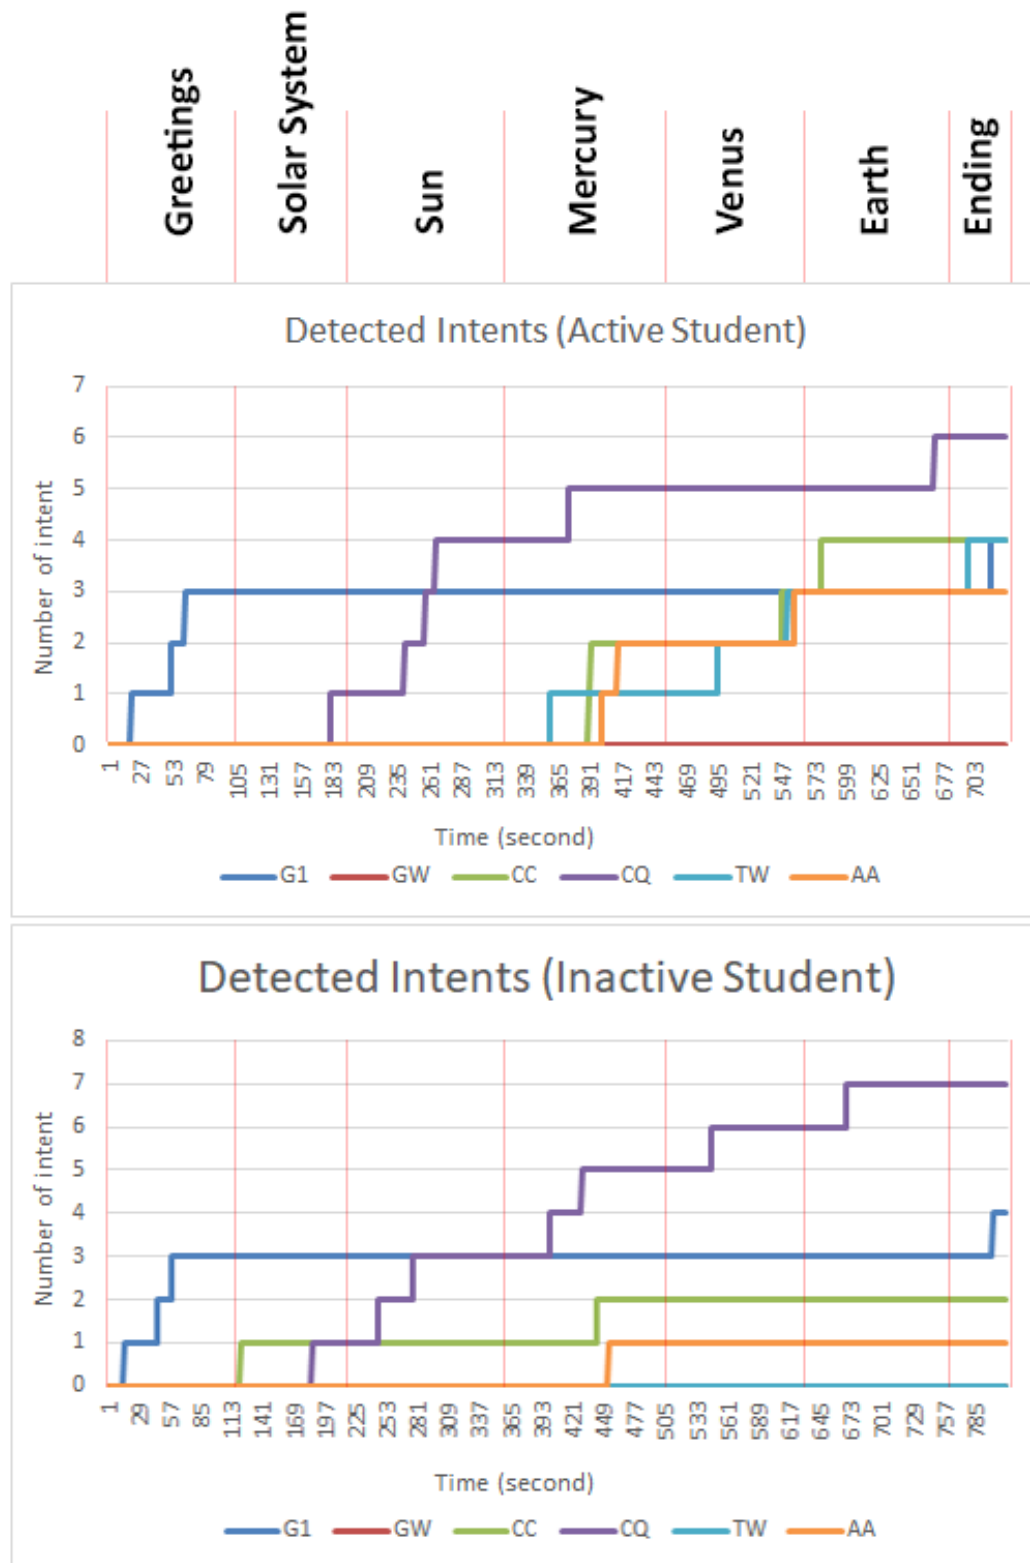 Greetings
Solar System
Sun
Mercury
Venus
Earth
Ending
Detected Intents (Active Student)
Number of intent
7
6
5
4
3
2
1
0
1 27 53 79 105 131 157 183 209 235 261 287 313 339 365 391 417 443 469 495 521 547 573 599 625 651 677 703
Time (second)
G1 GW CC CQ TW AA
Detected Intents (Inactive Student)
Number of intent
8
7
6
5
4
3
2
1
0
1 29 57 85 113 141 169 197 225 253 281 309 337 365 393 421 449 477 505 533 561 589 617 645 673 701 729 757 785
Time (second)
G1 GW CC CQ TW AA